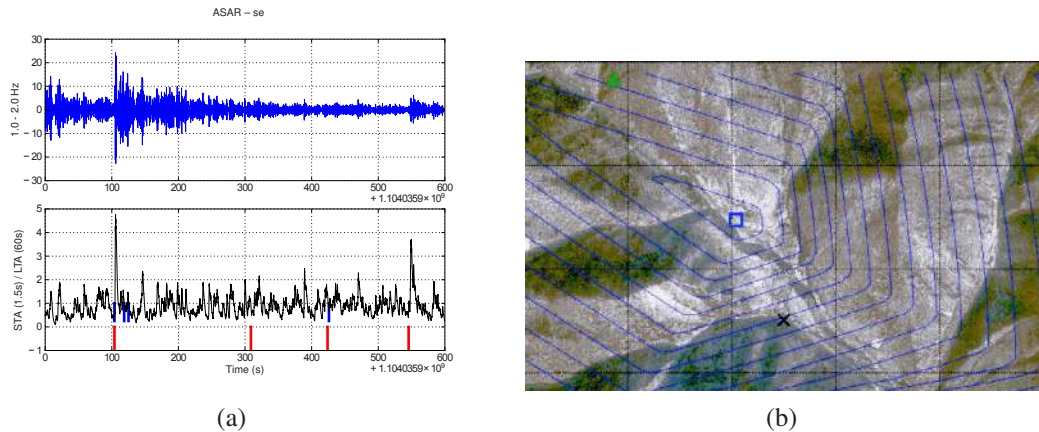 ASAR – se
1.0 - 2.0 Hz
30
20
10
0
− 10
− 20
− 30
0 100 200 300 400 500 600
+ 1.1040359× 10⁹
STA (1.5s) / LTA (60s)
5
4
3
2
1
0
− 1
0 100 200 300 400 500 600
Time (s)
+ 1.1040359× 10⁹
(a)
(b)